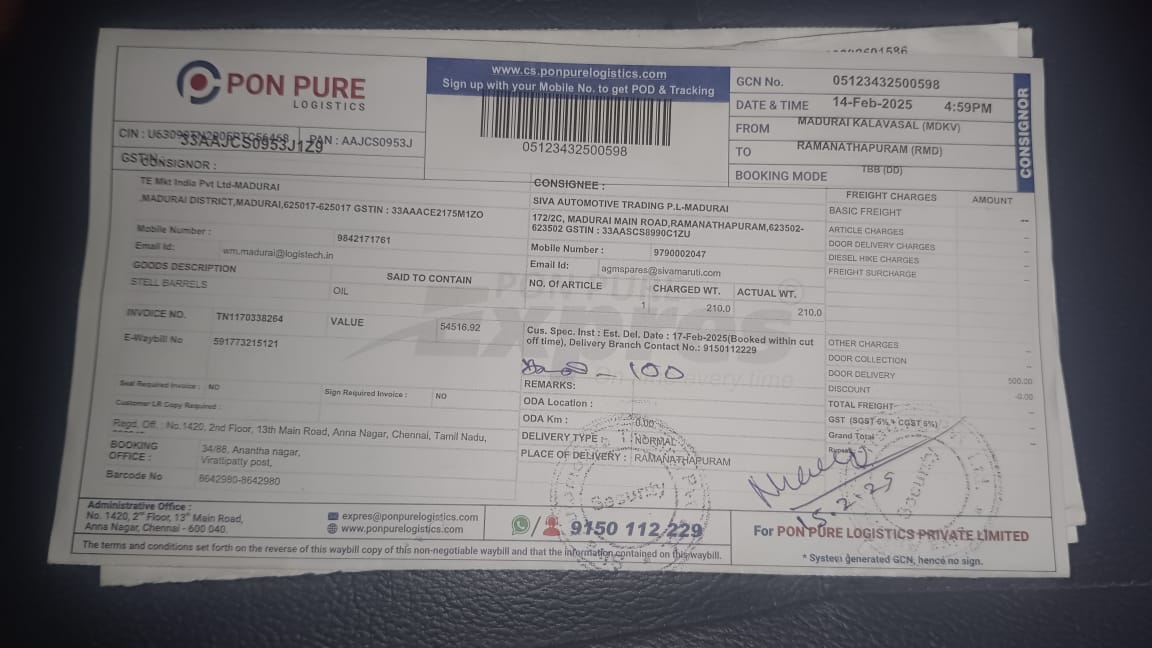 PON PURE
LOGISTICS
www.cs.ponpurelogistics.com
Sign up with your Mobile No. to get POD & Tracking
05123432500598
GCN No. 05123432500598
DATE & TIME 14-Feb-2025 4:59PM
FROM MADURAI KALAVASAL (MDKV)
TO RAMANATHAPURAM (RMD)
BOOKING MODE TBB (DD)
CONSIGNOR
CIN : PAN : AAJCS0953J
33AAJCS0953J1Z9
GSTIN
CONSIGNOR :
TE Mkt India Pvt Ltd-MADURAI
,MADURAI DISTRICT,MADURAI,625017-625017 GSTIN : 33AAACE2175M1ZO
Mobile Number : 9842171761
Email Id: wm.madurai@logistech.in
GOODS DESCRIPTION SAID TO CONTAIN
STELL BARRELS OIL
INVOICE NO. TN1170338264 VALUE 54516.92
E-Waybill No 591773215121
Seal Required Invoice : NO Sign Required Invoice : NO
Customer LR Copy Required :
Regd. Off. : No.1420, 2nd Floor, 13th Main Road, Anna Nagar, Chennai, Tamil Nadu,
BOOKING OFFICE : 34/88, Anantha nagar,
Viratlipatty post,
Barcode No 8642980-8642980
CONSIGNEE :
SIVA AUTOMOTIVE TRADING P.L-MADURAI
172/2C, MADURAI MAIN ROAD,RAMANATHAPURAM,623502-
623502 GSTIN : 33AASCS8990C1ZU
Mobile Number : 9790002047
Email Id: agmspares@sivamaruti.com
NO. OF ARTICLE CHARGED WT. ACTUAL WT.
1 210.0 210.0
Cus. Spec. Inst : Est. Del. Date : 17-Feb-2025(Booked within cut
off time), Delivery Branch Contact No.: 9150112229
- 100
REMARKS:
ODA Location :
ODA Km : 0.00
DELIVERY TYPE : NORMAL
PLACE OF DELIVERY : RAMANATHAPURAM
FREIGHT CHARGES AMOUNT
BASIC FREIGHT --
ARTICLE CHARGES --
DOOR DELIVERY CHARGES --
DIESEL HIKE CHARGES --
FREIGHT SURCHARGE --
OTHER CHARGES --
DOOR COLLECTION --
DOOR DELIVERY 500.00
DISCOUNT -0.00
TOTAL FREIGHT --
GST (SGST 6% + CGST 6%) --
Grand Total
PON PURE
Expres
every time
Security
Security
15.2.25
Administrative Office :
No. 1420, 2nd Floor, 13th Main Road,
Anna Nagar, Chennai - 600 040.
expres@ponpurelogistics.com
www.ponpurelogistics.com
9150 112 229
For PON PURE LOGISTICS PRIVATE LIMITED
The terms and conditions set forth on the reverse of this waybill copy of this non-negotiable waybill and that the information contained on this waybill.
* System generated GCN, hence no sign.